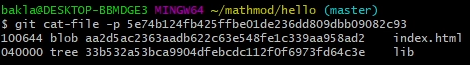 bakla@DESKTOP-BBMDGE3 MINGW64 ~/mathmod/hello (master)
$ git cat-file -p 5e74b124fb425ffbe01de236dd809dbb09082c93
100644 blob aa2d5ac2363aadb622c63e548fe1c339aa958ad2    index.html
040000 tree 33b532a53bca9904dfebcdc112f0f6973fd64c3e    lib